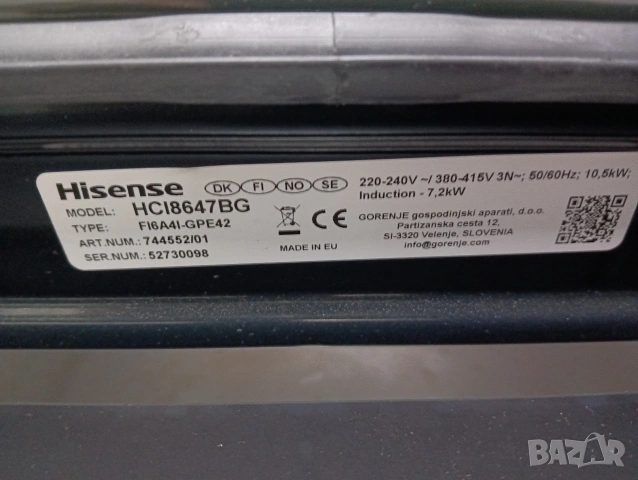 Hisense DK FI NO SE
MODEL: HCI8647BG
TYPE: FI6A4I-GPE42
ART.NUM.: 744552/01
SER.NUM.: 52730098
CE
MADE IN EU
220-240V ~/ 380-415V 3N~; 50/60Hz; 10,5kW;
Induction - 7,2kW
GORENJE gospodinjski aparati, d.o.o.
Partizanska cesta 12,
SI-3320 Velenje, SLOVENIA
info@gorenje.com
BAZAR